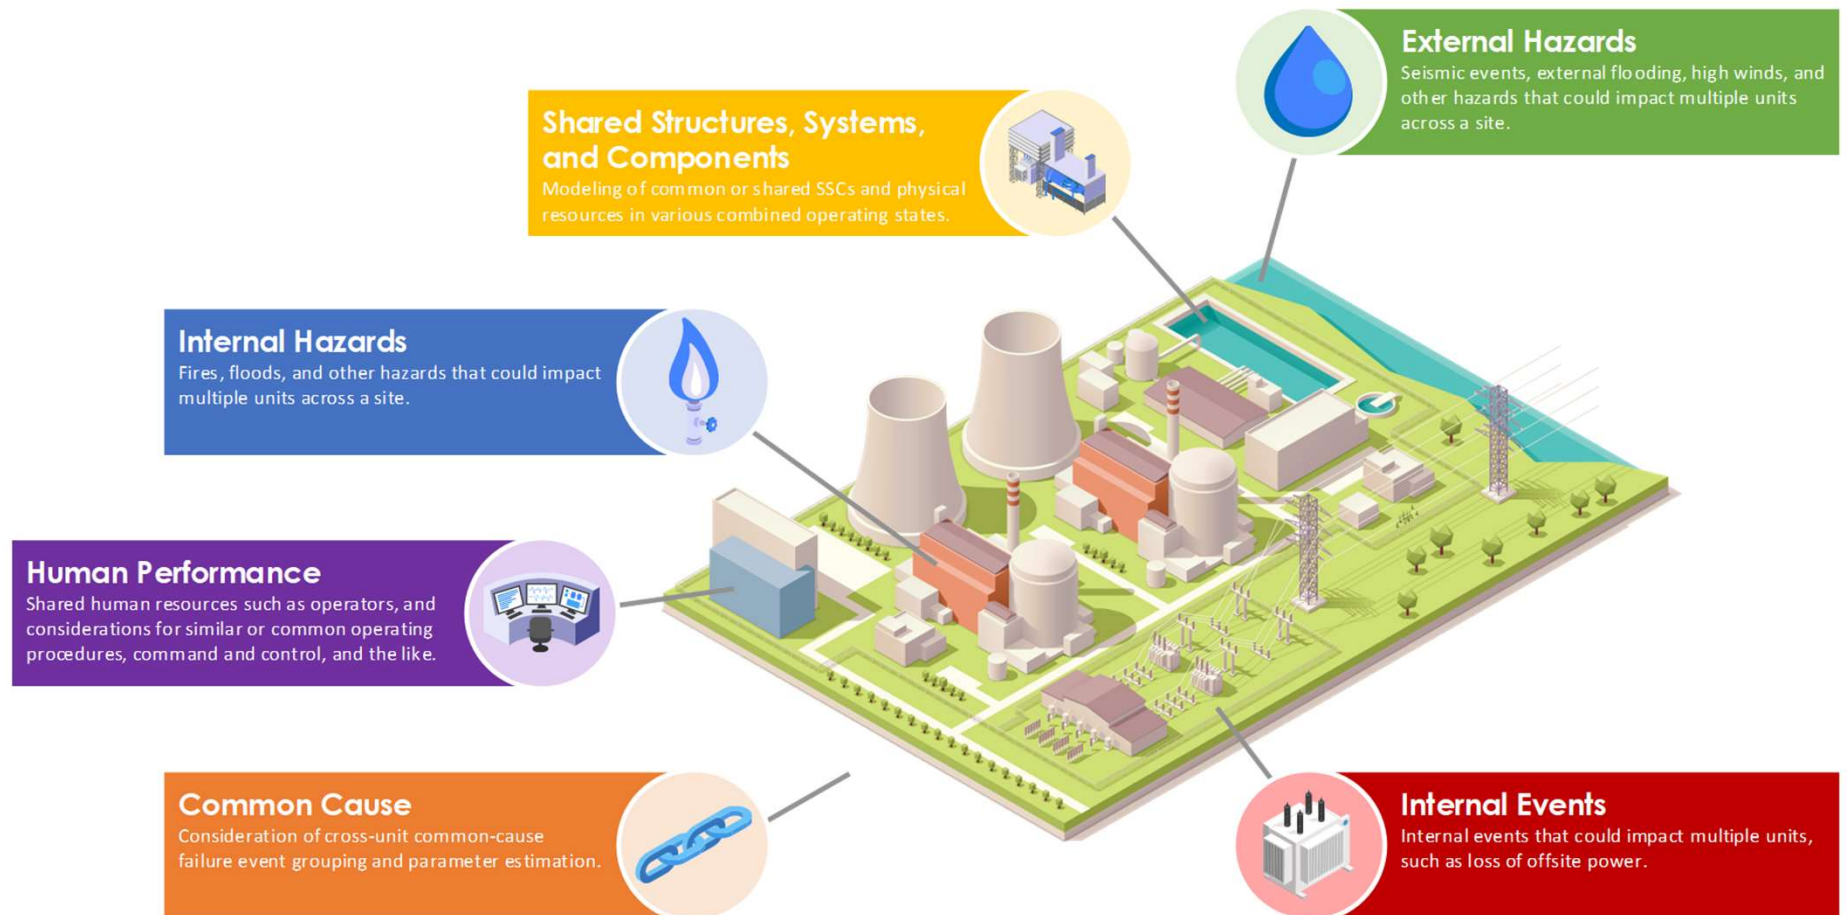 External Hazards
Seismic events, external flooding, high winds, and
other hazards that could impact multiple units
across a site.
Shared Structures, Systems,
and Components
Modeling of common or shared SSCs and physical
resources in various combined operating states.
Internal Hazards
Fires, floods, and other hazards that could impact
multiple units across a site.
Human Performance
Shared human resources such as operators, and
considerations for similar or common operating
procedures, command and control, and the like.
Common Cause
Consideration of cross-unit common-cause
failure event grouping and parameter estimation.
Internal Events
Internal events that could impact multiple units,
such as loss of offsite power.